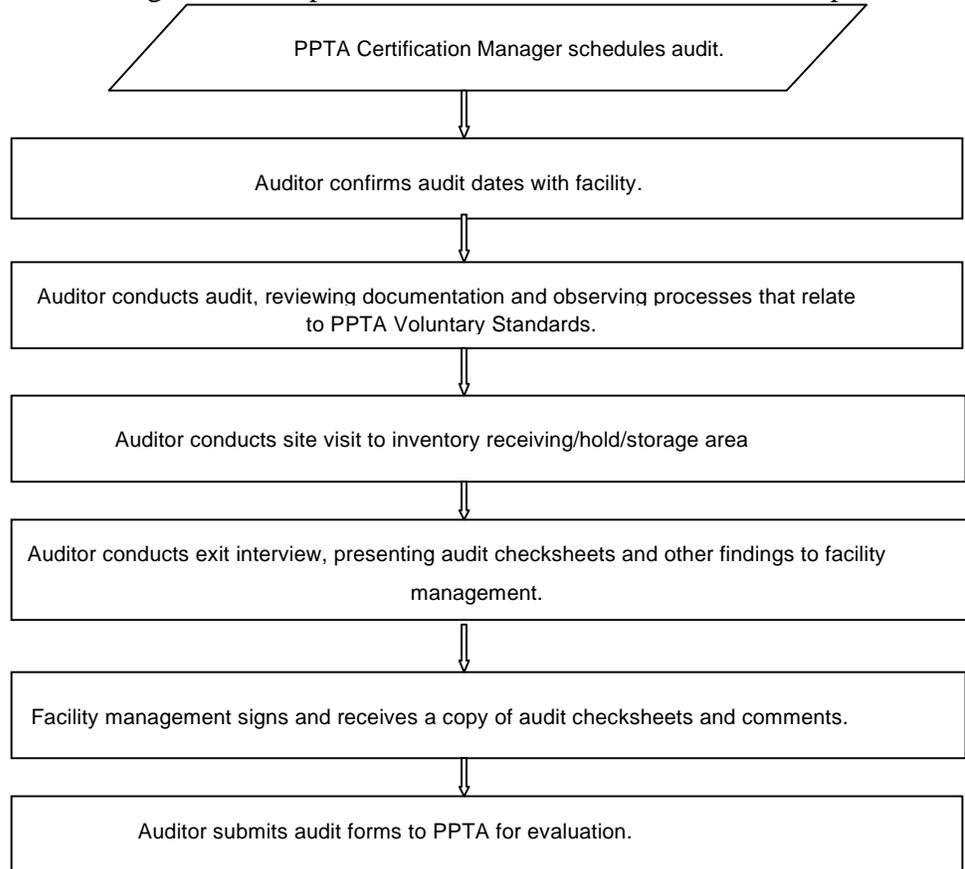 PPTA Certification Manager schedules audit.
Auditor confirms audit dates with facility.
Auditor conducts audit, reviewing documentation and observing processes that relate
to PPTA Voluntary Standards.
Auditor conducts site visit to inventory receiving/hold/storage area
Auditor conducts exit interview, presenting audit checksheets and other findings to facility
management.
Facility management signs and receives a copy of audit checksheets and comments.
Auditor submits audit forms to PPTA for evaluation.